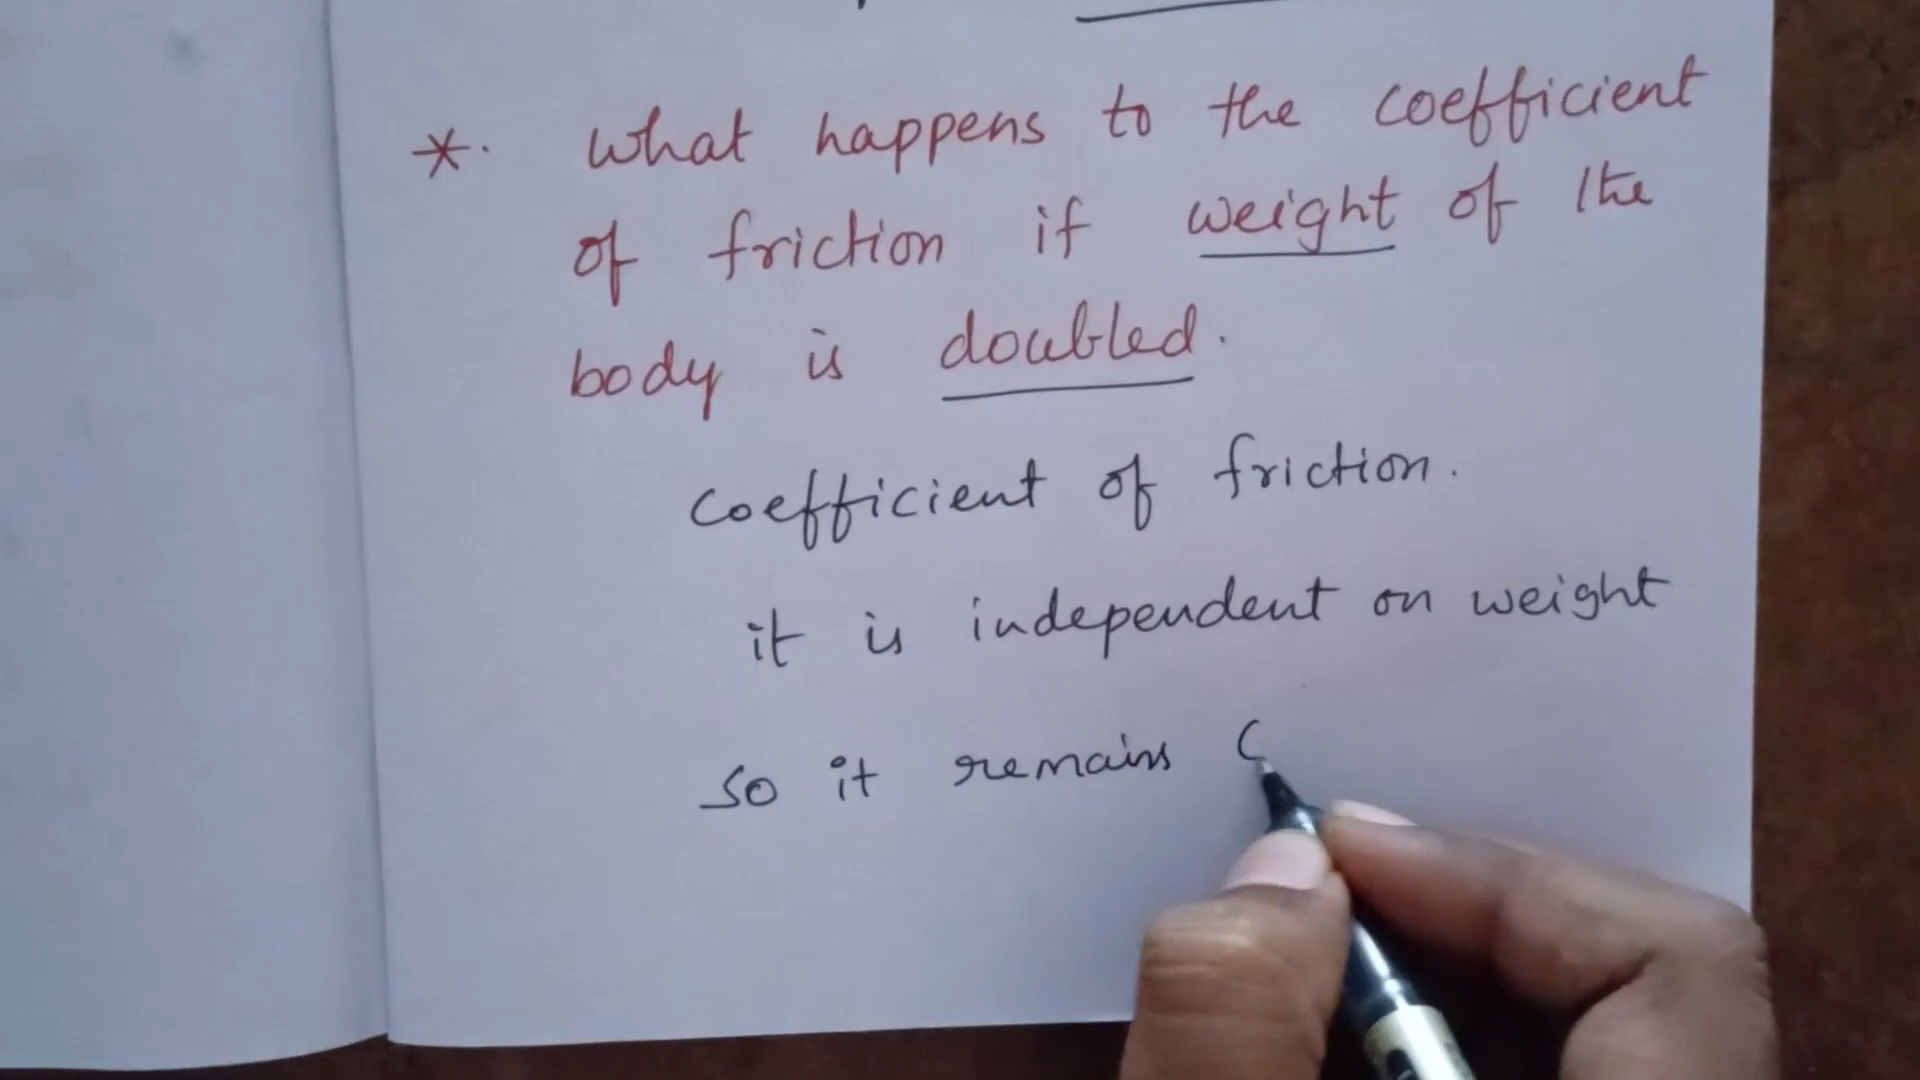 *. What happens to the coefficient
of friction if weight of the
body is doubled.
Coefficient of friction.
it is independent on weight
so it remains C